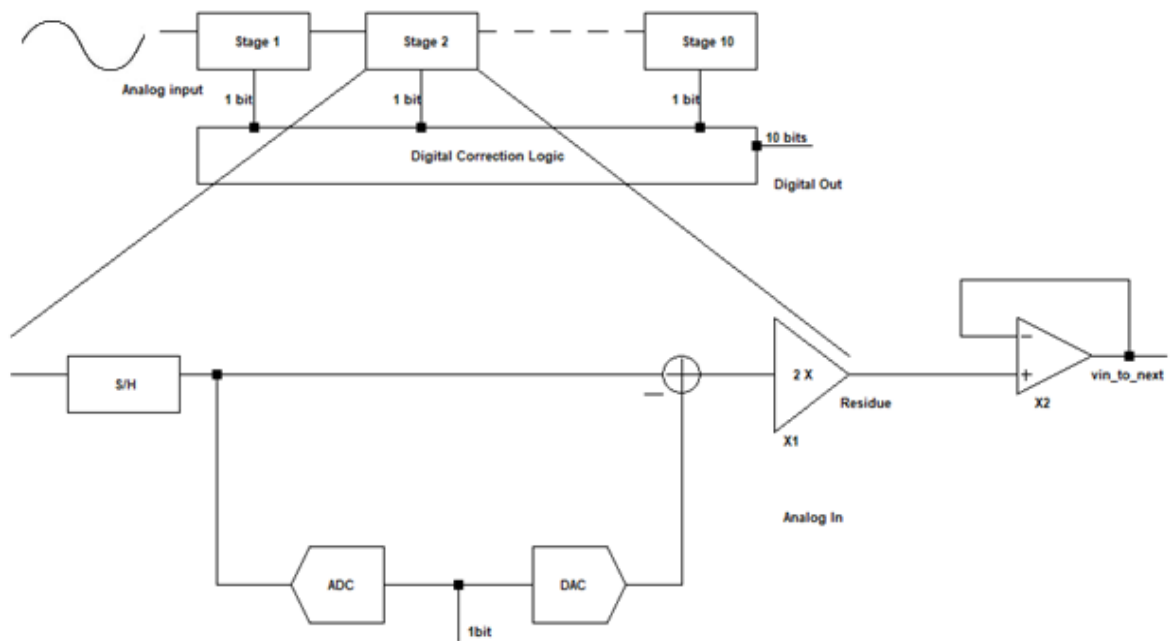 Stage 1
Stage 2
Stage 10
Analog input
1 bit
1 bit
1 bit
Digital Correction Logic
10 bits
Digital Out
S/H
2 X
Residue
X1
−
+
X2
vin_to_next
Analog In
ADC
DAC
1bit